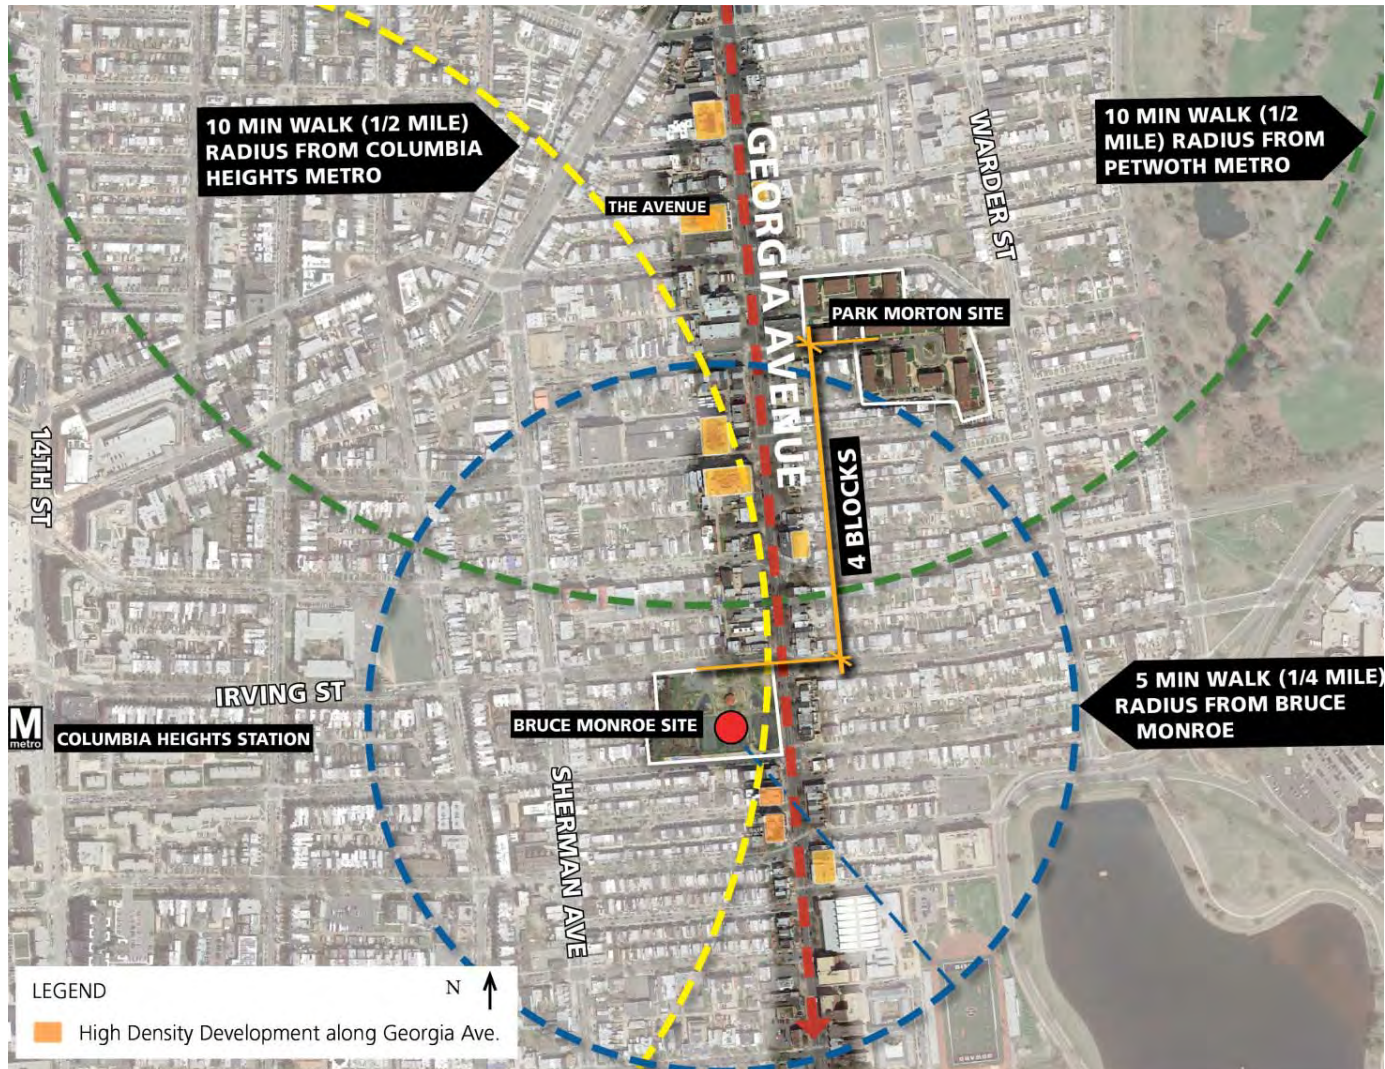 10 MIN WALK (1/2 MILE)
RADIUS FROM COLUMBIA
HEIGHTS METRO
10 MIN WALK (1/2
MILE) RADIUS FROM
PETWOTH METRO
WARDER ST
GEORGIA AVENUE
THE AVENUE
PARK MORTON SITE
14TH ST
4 BLOCKS
IRVING ST
5 MIN WALK (1/4 MILE)
RADIUS FROM BRUCE
MONROE
M
metro
COLUMBIA HEIGHTS STATION
BRUCE MONROE SITE
SHERMAN AVE
LEGEND
N
High Density Development along Georgia Ave.